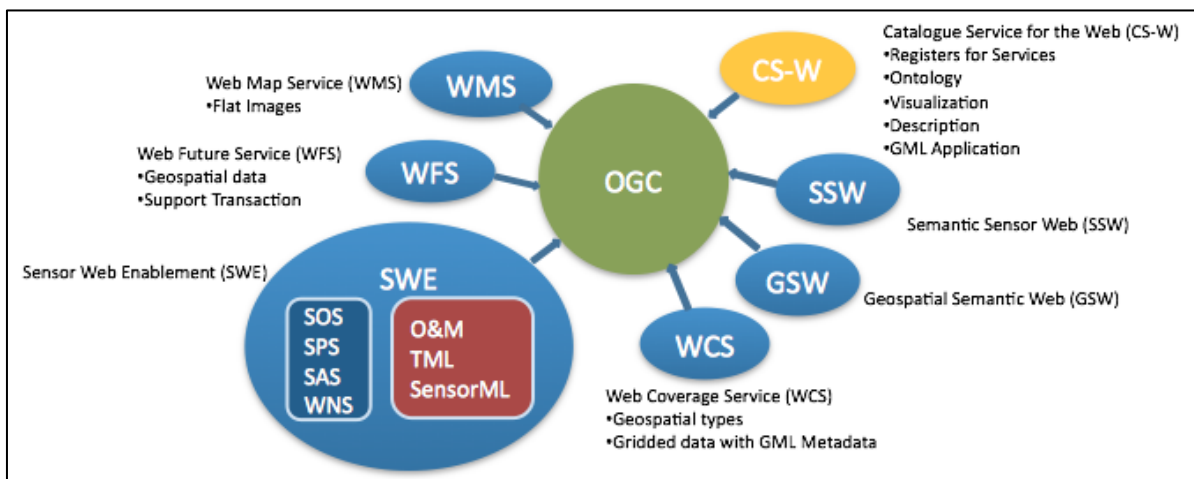 Web Map Service (WMS)
•Flat Images
WMS
Web Future Service (WFS)
•Geospatial data
•Support Transaction
WFS
Sensor Web Enablement (SWE)
SWE
SOS
SPS
SAS
WNS
O&M
TML
SensorML
OGC
CS-W
Catalogue Service for the Web (CS-W)
•Registers for Services
•Ontology
•Visualization
•Description
•GML Application
SSW
Semantic Sensor Web (SSW)
GSW
Geospatial Semantic Web (GSW)
WCS
Web Coverage Service (WCS)
•Geospatial types
•Gridded data with GML Metadata